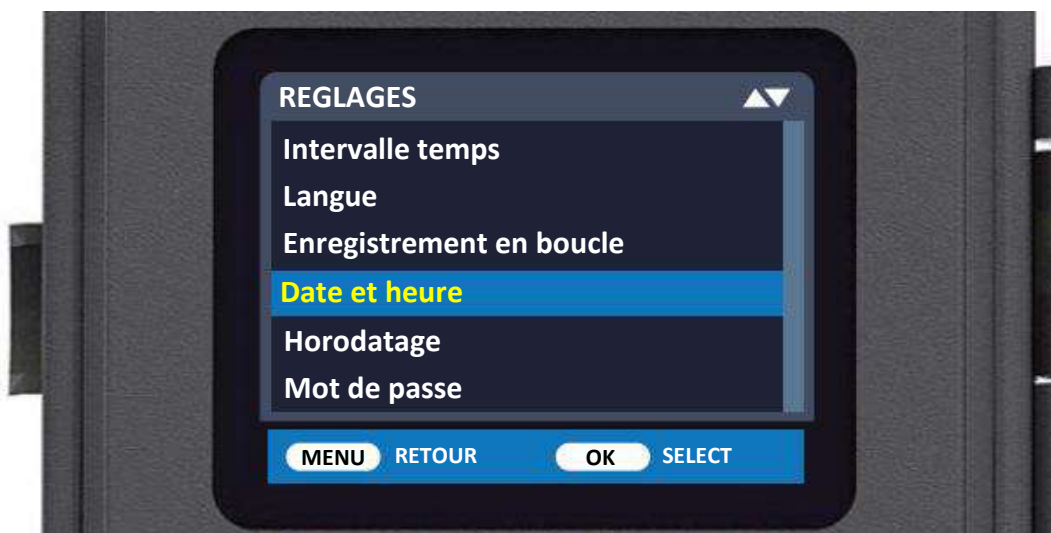 REGLAGES
Intervalle temps
Langue
Enregistrement en boucle
Date et heure
Horodatage
Mot de passe
MENU RETOUR OK SELECT